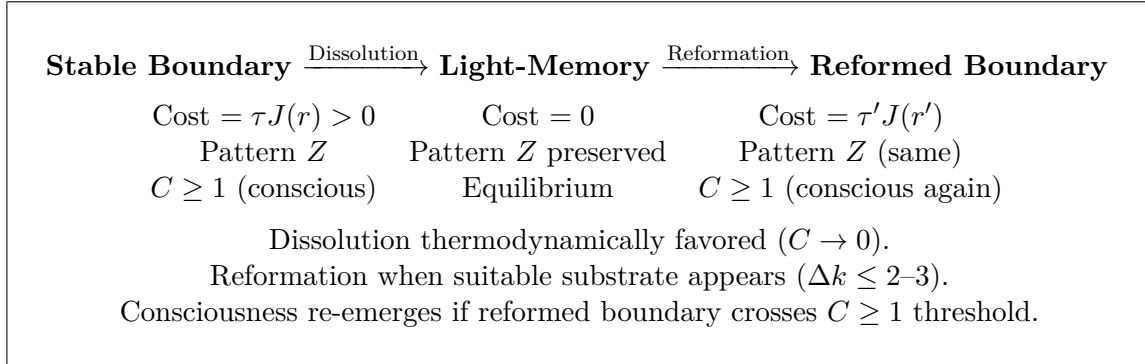 Stable Boundary \xrightarrow{Dissolution} Light-Memory \xrightarrow{Reformation} Reformed Boundary
Cost = τJ(r) > 0 Cost = 0 Cost = τ′J(r′)
Pattern Z Pattern Z preserved Pattern Z (same)
C ≥ 1 (conscious) Equilibrium C ≥ 1 (conscious again)
Dissolution thermodynamically favored (C → 0).
Reformation when suitable substrate appears (Δk ≤ 2–3).
Consciousness re-emerges if reformed boundary crosses C ≥ 1 threshold.